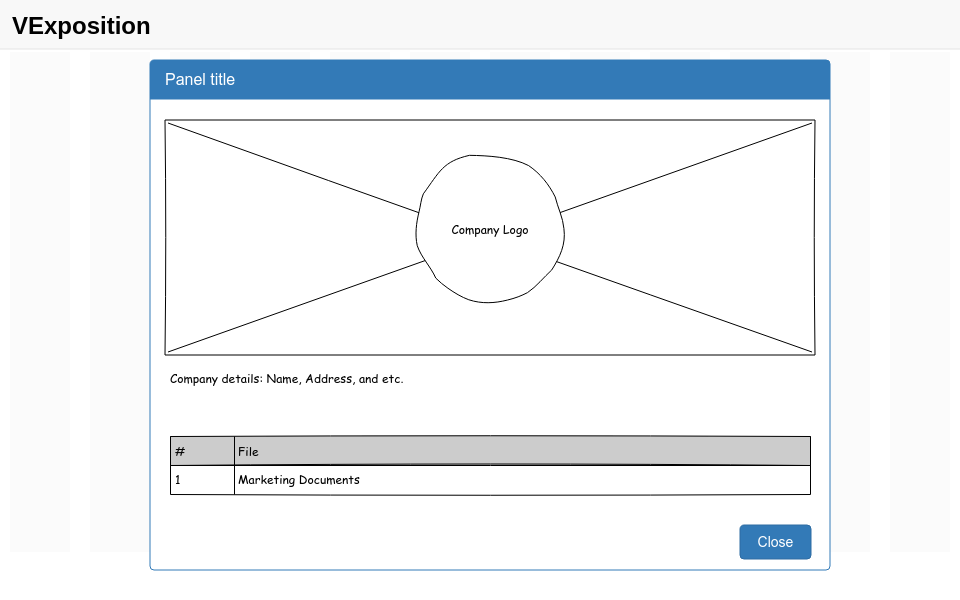 VExposition
Panel title
Company Logo
Company details: Name, Address, and etc.
# File
1 Marketing Documents
Close